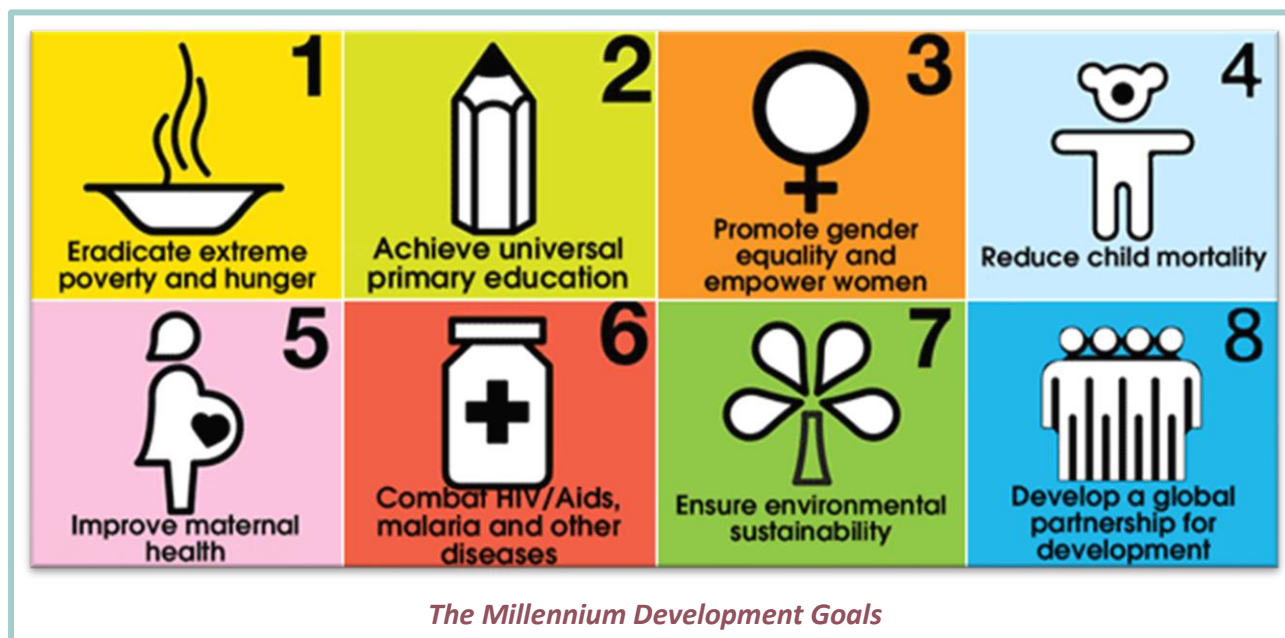 1
Eradicate extreme
poverty and hunger
2
Achieve universal
primary education
3
Promote gender
equality and
empower women
4
Reduce child mortality
5
Improve maternal
health
6
Combat HIV/Aids,
malaria and other
diseases
7
Ensure environmental
sustainability
8
Develop a global
partnership for
development
The Millennium Development Goals